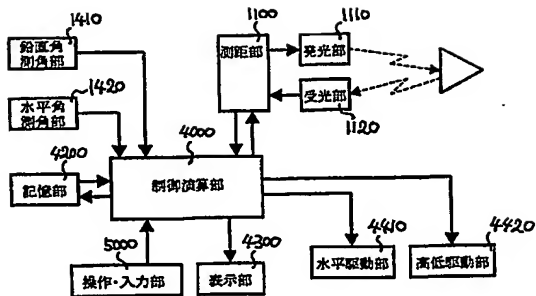 1410
鉛直角
測角部
1420
水平角
測角部
1100
測距部
1110
発光部
受光部
1120
4200
記憶部
4000
制御演算部
5000
操作・入力部
4300
表示部
4410
水平駆動部
4420
高低駆動部